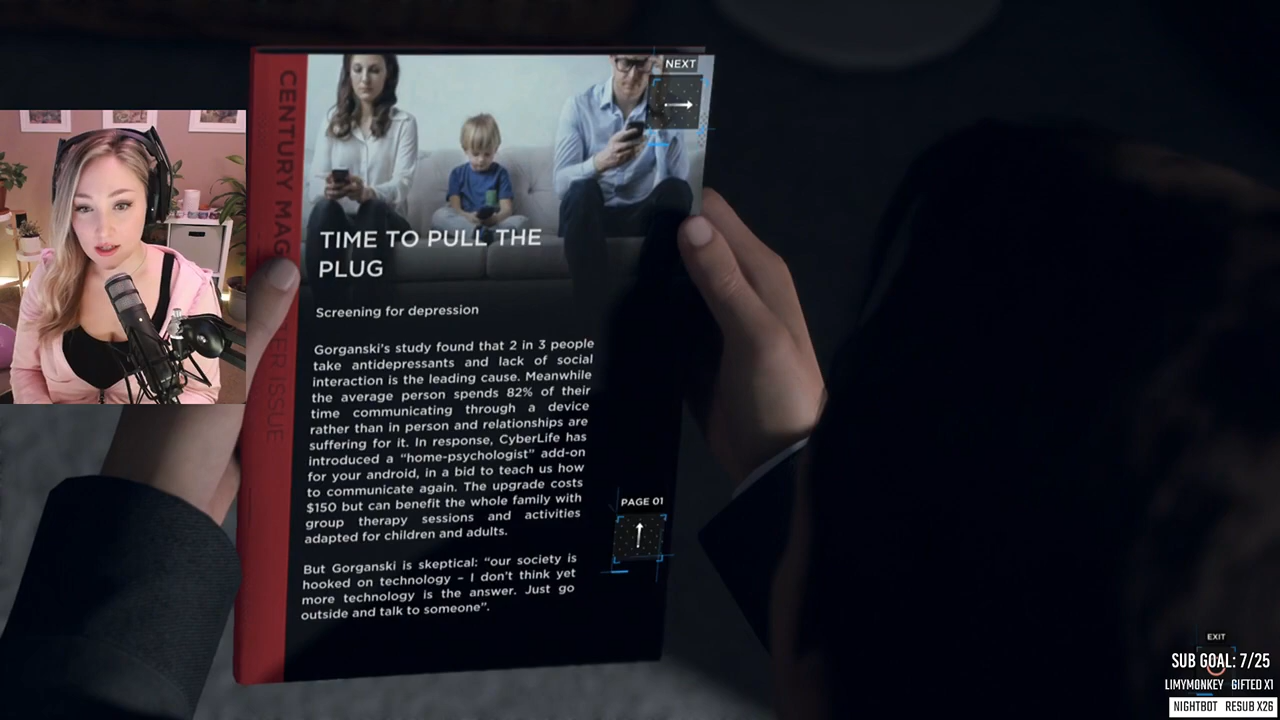 NEXT
CENTURY MAG
TER ISSUE
TIME TO PULL THE
PLUG
Screening for depression
Gorganski's study found that 2 in 3 people
take antidepressants and lack of social
interaction is the leading cause. Meanwhile
the average person spends 82% of their
time communicating through a device
rather than in person and relationships are
suffering for it. In response, CyberLife has
introduced a “home-psychologist” add-on
for your android, in a bid to teach us how
to communicate again. The upgrade costs
$150 but can benefit the whole family with
group therapy sessions and activities
adapted for children and adults.
But Gorganski is skeptical: “our society is
hooked on technology – I don't think yet
more technology is the answer. Just go
outside and talk to someone”.
PAGE 01
EXIT
SUB GOAL: 7/25
LIMYMONKEY GIFTED X1
NIGHTBOT RESUB X26